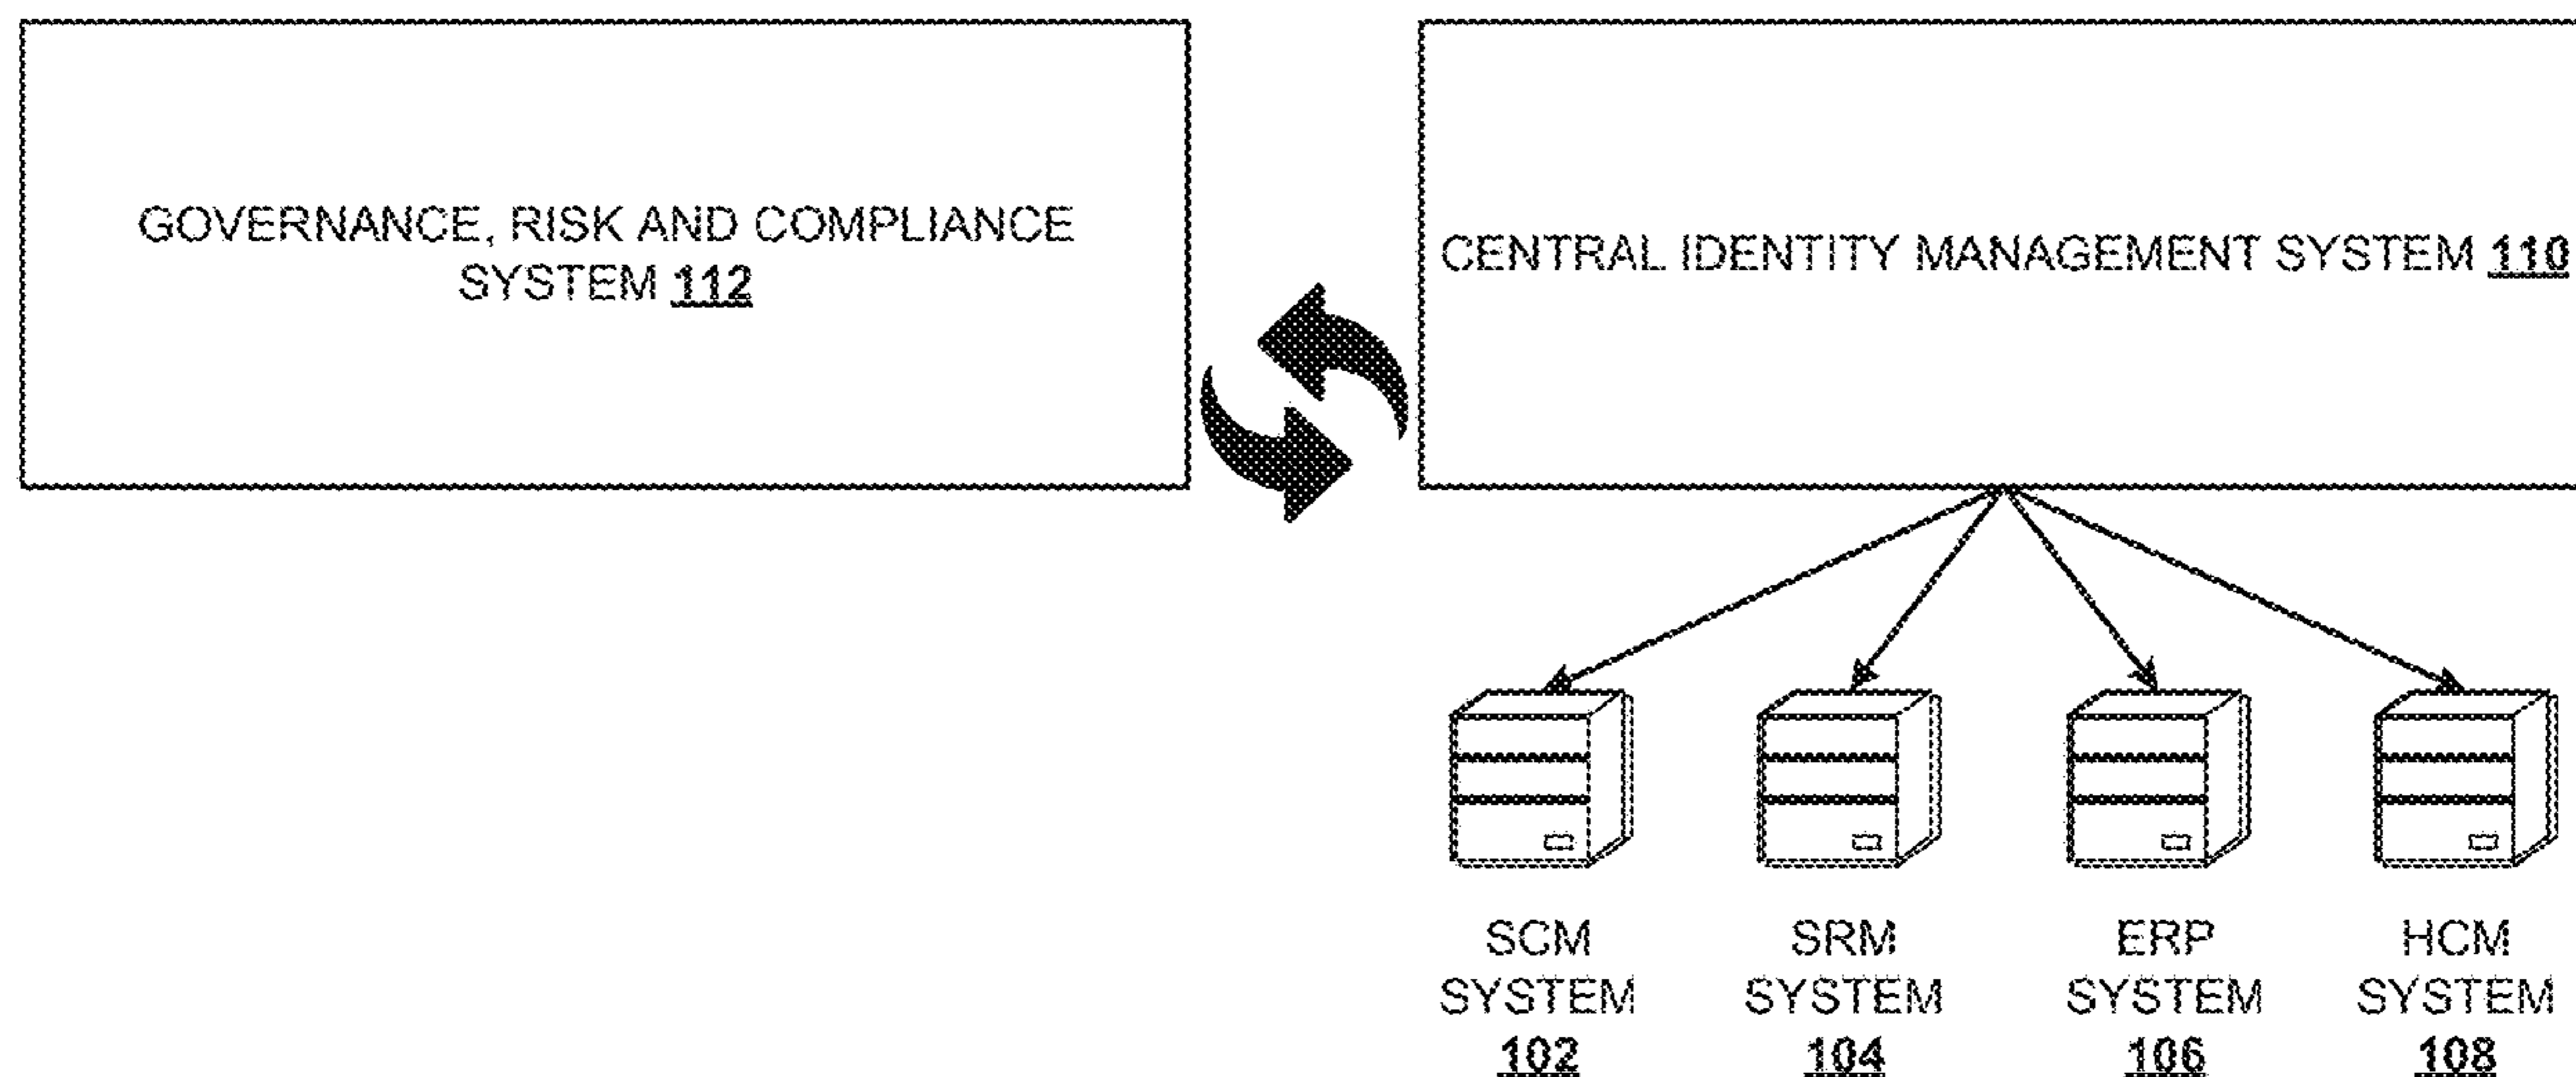 GOVERNANCE, RISK AND COMPLIANCE
SYSTEM 112
CENTRAL IDENTITY MANAGEMENT SYSTEM 110
SCM
SYSTEM
102
SRM
SYSTEM
104
ERP
SYSTEM
106
HCM
SYSTEM
108